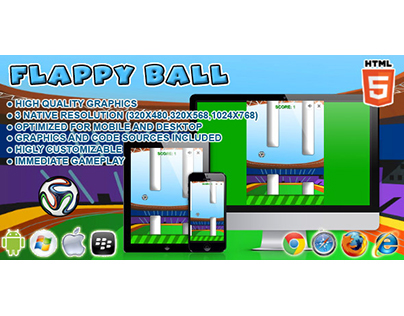 FLAPPY BALL
HTML
5
• HIGH QUALITY GRAPHICS
• 3 NATIVE RESOLUTION (320X480,320X568,1024X768)
• OPTIMIZED FOR MOBILE AND DESKTOP
• GRAPHICS AND CODE SOURCES INCLUDED
• HIGLY CUSTOMIZABLE
• IMMEDIATE GAMEPLAY
SCORE: 1
SCORE: 1